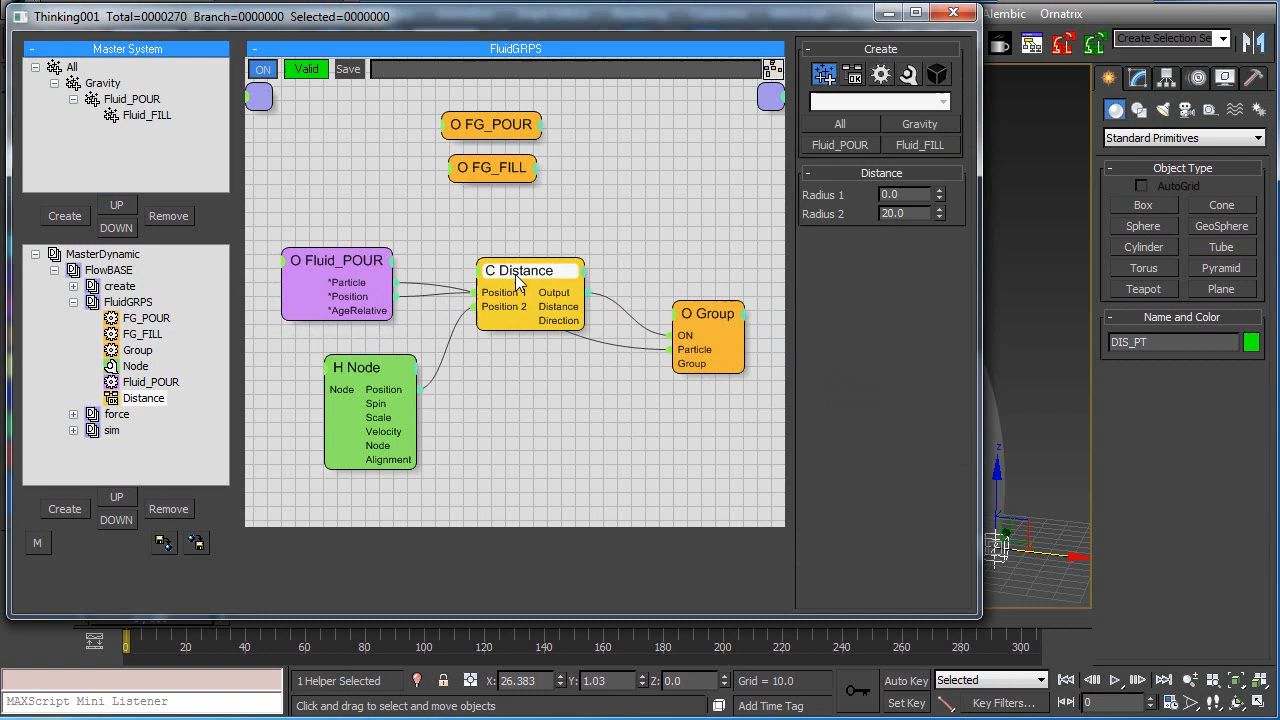 Thinking001 Total=0000270 Branch=0000000 Selected=0000000
Alembic Ornatrix
Create Selection Se
Master System
All
Gravity
Fluid_POUR
Fluid_FILL
Create UP DOWN Remove
MasterDynamic
FlowBASE
create
FluidGRPS
FG_POUR
FG_FILL
Group
Node
Fluid_POUR
Distance
force
sim
Create UP DOWN Remove
M
FluidGRPS
ON Valid Save
O FG_POUR
O FG_FILL
O Fluid_POUR
*Particle
*Position
*AgeRelative
C Distance
Position Output
Position 2 Distance
Direction
O Group
ON
Particle
Group
H Node
Node Position
Spin
Scale
Velocity
Node
Alignment
Create
All Gravity
Fluid_POUR Fluid_FILL
Distance
Radius 1 0.0
Radius 2 20.0
Standard Primitives
Object Type
AutoGrid
Box Cone
Sphere GeoSphere
Cylinder Tube
Torus Pyramid
Teapot Plane
Name and Color
DIS_PT
z
0 20 40 60 80 100 120 140 160 180 200 220 240 260 280 300
1 Helper Selected X: 26.383 Y: 1.03 Z: 0.0 Grid = 10.0 Auto Key Selected
MAXScript Mini Listener Click and drag to select and move objects Add Time Tag Set Key Key Filters... 0